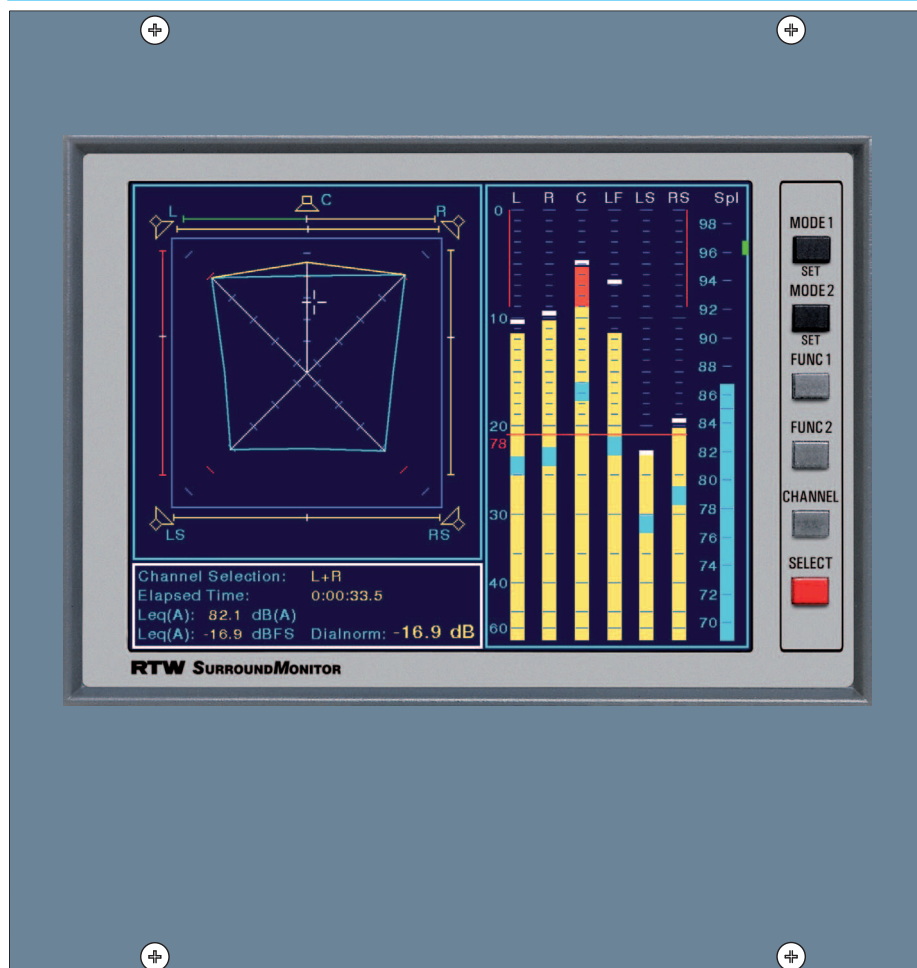 C
L R
LS RS
Channel Selection: L+R
Elapsed Time: 0:00:33.5
Leq(A): 82.1 dB(A)
Leq(A): -16.9 dBFS Dialnorm: -16.9 dB
L R C LF LS RS Spl
0
10
20
78
30
40
60
98
96
94
92
90
88
86
84
82
80
78
76
74
72
70
MODE 1
SET
MODE 2
SET
FUNC 1
FUNC 2
CHANNEL
SELECT
RTW SURROUNDMONITOR